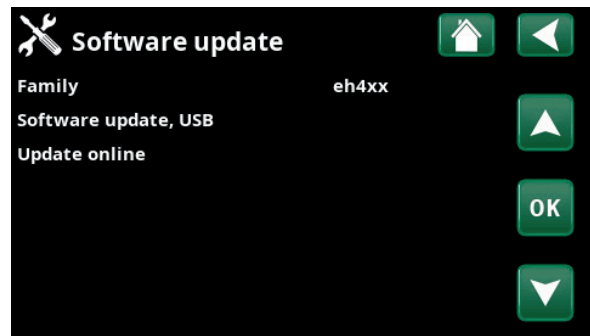 Software update
Family eh4xx
Software update, USB
Update online
OK